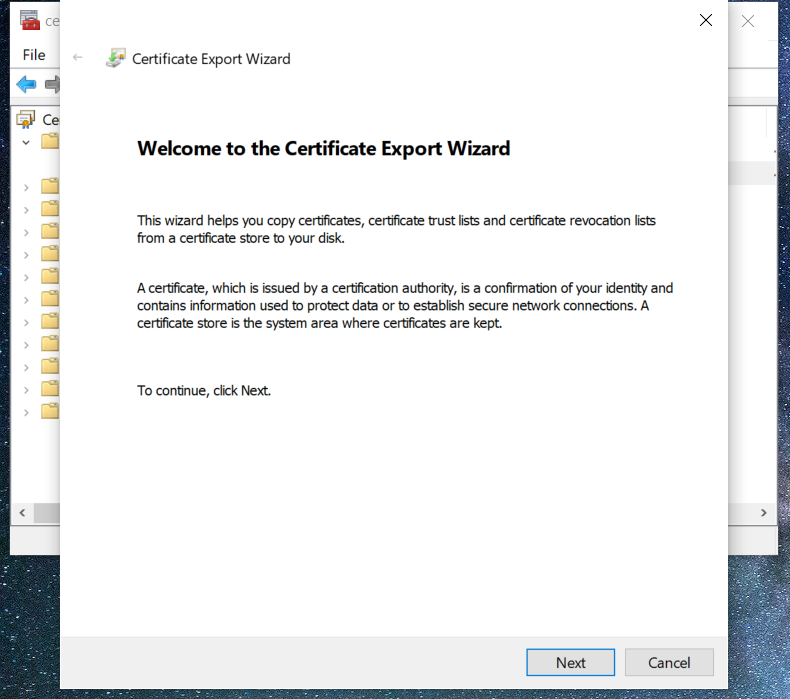 ce
File
Certificate Export Wizard
Ce
Welcome to the Certificate Export Wizard
This wizard helps you copy certificates, certificate trust lists and certificate revocation lists
from a certificate store to your disk.
A certificate, which is issued by a certification authority, is a confirmation of your identity and
contains information used to protect data or to establish secure network connections. A
certificate store is the system area where certificates are kept.
To continue, click Next.
Next
Cancel